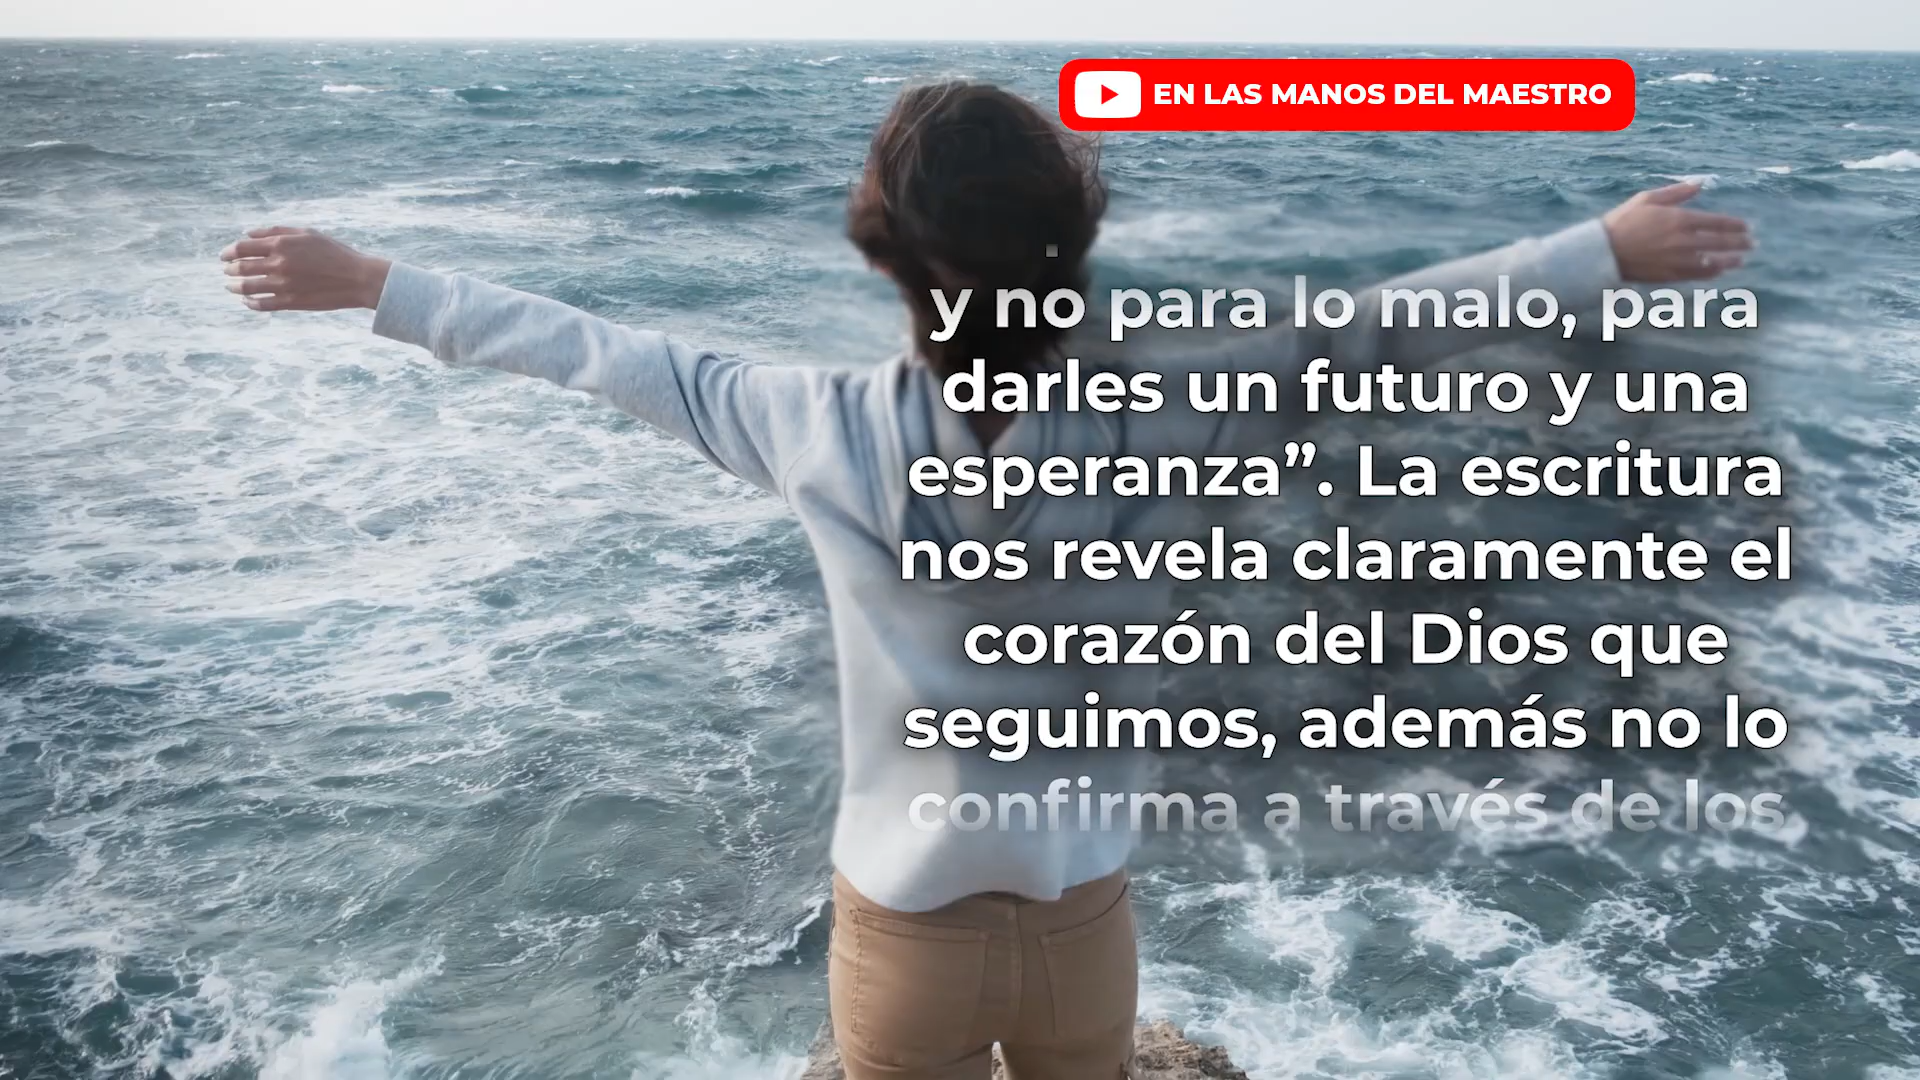 EN LAS MANOS DEL MAESTRO
y no para lo malo, para
darles un futuro y una
esperanza”. La escritura
nos revela claramente el
corazón del Dios que
seguimos, además no lo
confirma a través de los